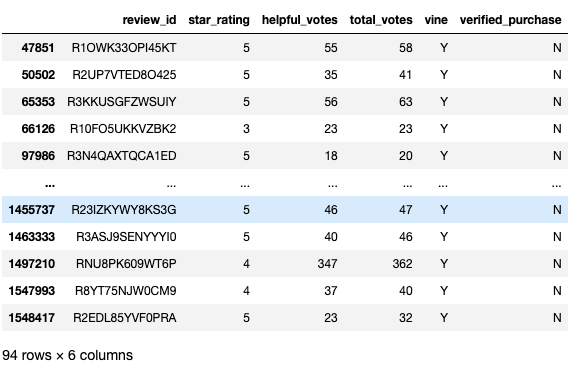 review_id star_rating helpful_votes total_votes vine verified_purchase
47851 R1OWK33OPI45KT 5 55 58 Y N
50502 R2UP7VTED8O425 5 35 41 Y N
65353 R3KKUSGFZWSUIY 5 56 63 Y N
66126 R10FO5UKKVZBK2 3 23 23 Y N
97986 R3N4QAXTQCA1ED 5 18 20 Y N
... ... ... ... ... ... ...
1455737 R23IZKYWY8KS3G 5 46 47 Y N
1463333 R3ASJ9SENYYYI0 5 40 46 Y N
1497210 RNU8PK609WT6P 4 347 362 Y N
1547993 R8YT75NJW0CM9 4 37 40 Y N
1548417 R2EDL85YVF0PRA 5 23 32 Y N
94 rows × 6 columns